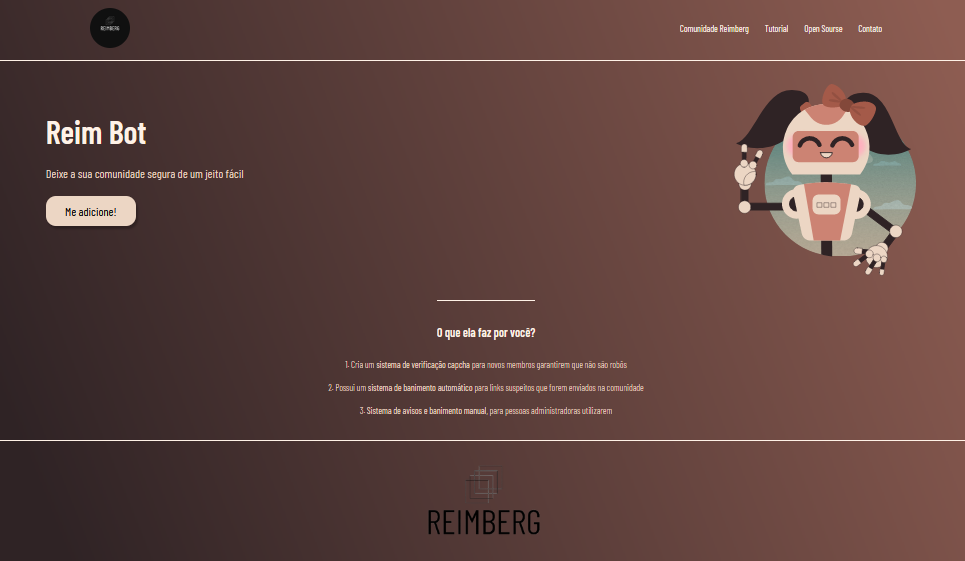 REIMBERG
Comunidade Reimberg
Tutorial
Open Sourse
Contato
Reim Bot
Deixe a sua comunidade segura de um jeito fácil
Me adicione!
O que ela faz por você?
1. Cria um sistema de verificação capcha para novos membros garantirem que não são robôs
2. Possui um sistema de banimento automático para links suspeitos que forem enviados na comunidade
3. Sistema de avisos e banimento manual, para pessoas administradoras utilizarem
REIMBERG